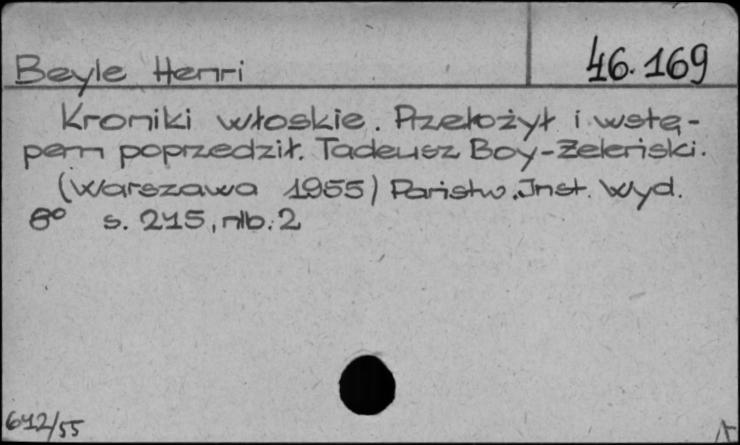 Beyle Henri
46.169
Kroniki włoskie. Przełożył i wstę-
pem poprzedził. Tadeusz Boy-Żeleński.
(Warszawa 1955) Państw. Inst. Wyd.
8° s. 215, nlb. 2
642/55